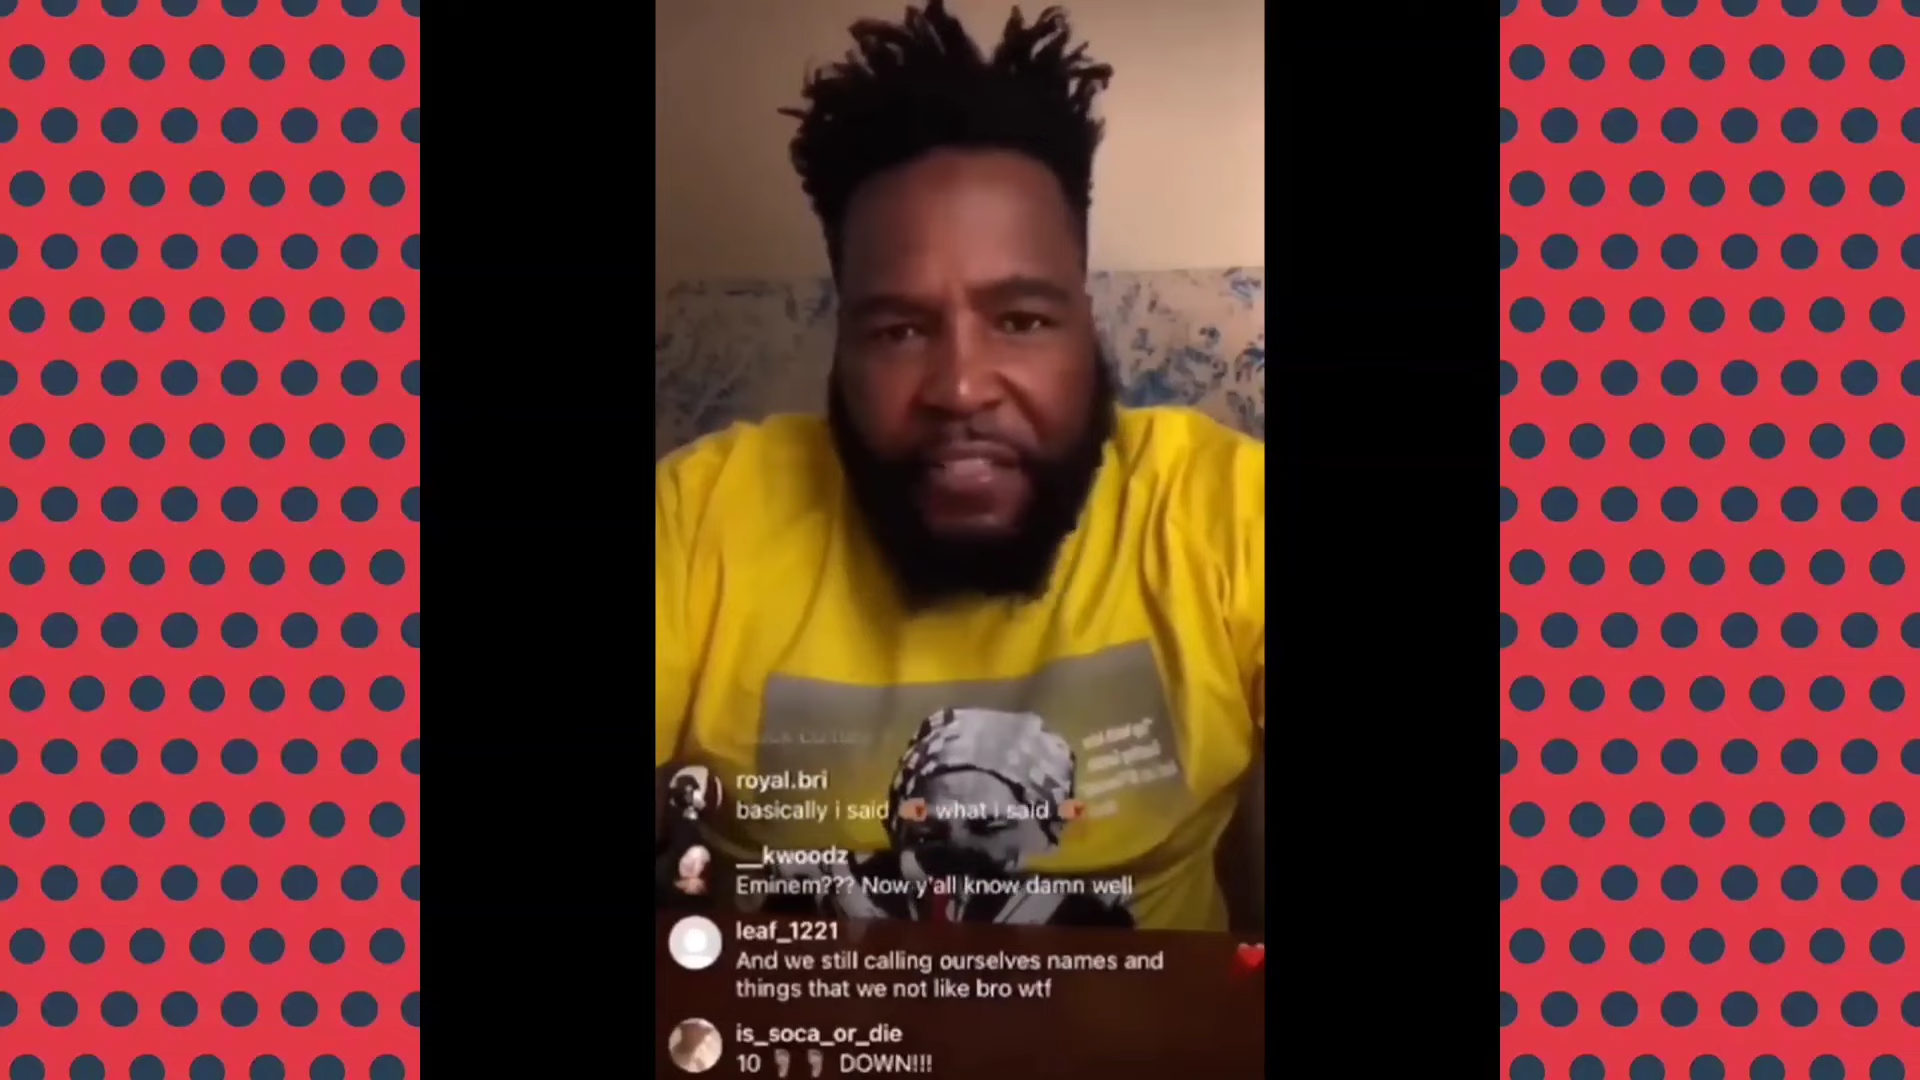 royal.bri
basically i said 👊🏽 what i said 👊🏽
__kwoodz
Eminem??? Now y'all know damn well
leaf_1221
And we still calling ourselves names and
things that we not like bro wtf
is_soca_or_die
10 👣 👣 DOWN!!!